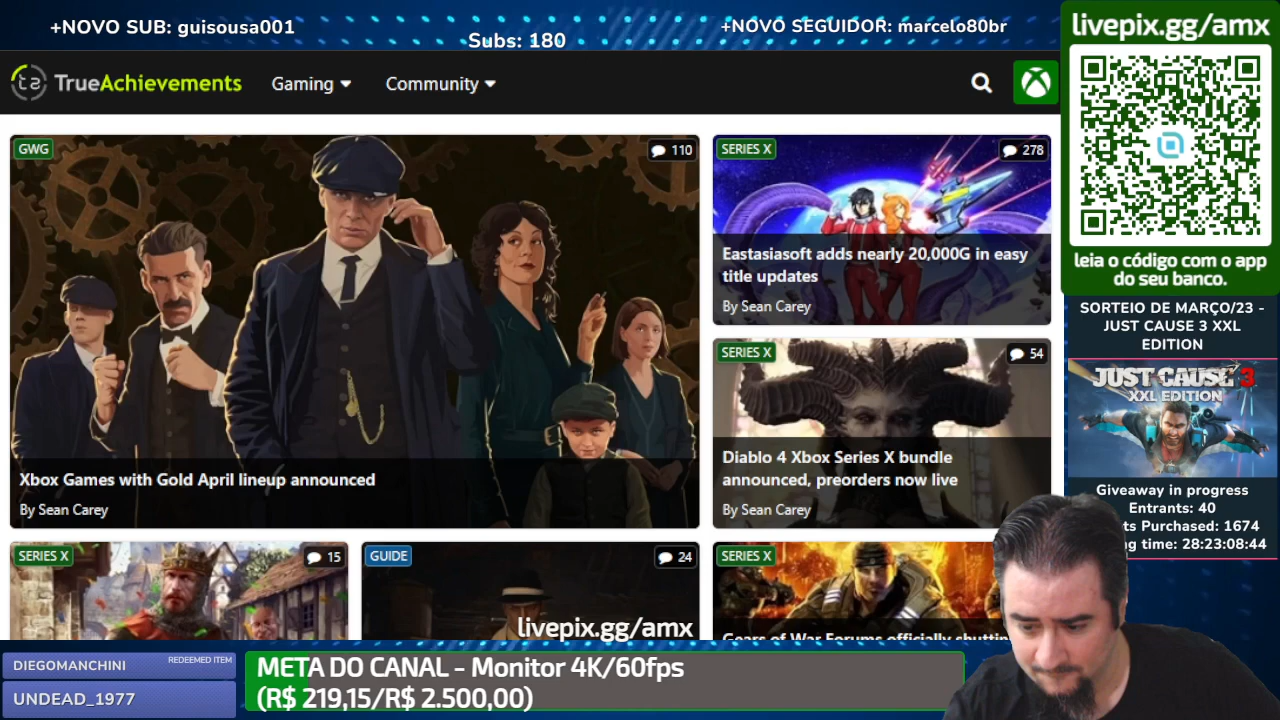 +NOVO SUB: guisousa001
Subs: 180
+NOVO SEGUIDOR: marcelo80br
livepix.gg/amx
TrueAchievements
Gaming
Community
GWG
110
Xbox Games with Gold April lineup announced
By Sean Carey
SERIES X
278
Eastasiasoft adds nearly 20,000G in easy
title updates
By Sean Carey
SERIES X
54
Diablo 4 Xbox Series X bundle
announced, preorders now live
By Sean Carey
leia o código com o app
do seu banco.
SORTEIO DE MARÇO/23 -
JUST CAUSE 3 XXL
EDITION
JUST CAUSE 3
XXL EDITION
Giveaway in progress
Entrants: 40
Purchased: 1674
time: 28:23:08:44
SERIES X
15
GUIDE
24
SERIES X
Gears of War Forums officially
livepix.gg/amx
DIEGOMANCHINI
REDEEMED ITEM
UNDEAD_1977
META DO CANAL - Monitor 4K/60fps
(R$ 219,15/R$ 2.500,00)